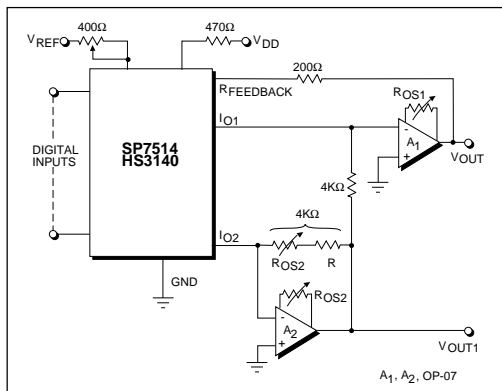 400Ω
470Ω
VREF
VDD
200Ω
RFEEDBACK
ROS1
SP7514
HS3140
IO1
DIGITAL
INPUTS
A1
VOUT
4KΩ
4KΩ
IO2
ROS2
R
GND
ROS2
A2
VOUT1
A1, A2, OP-07